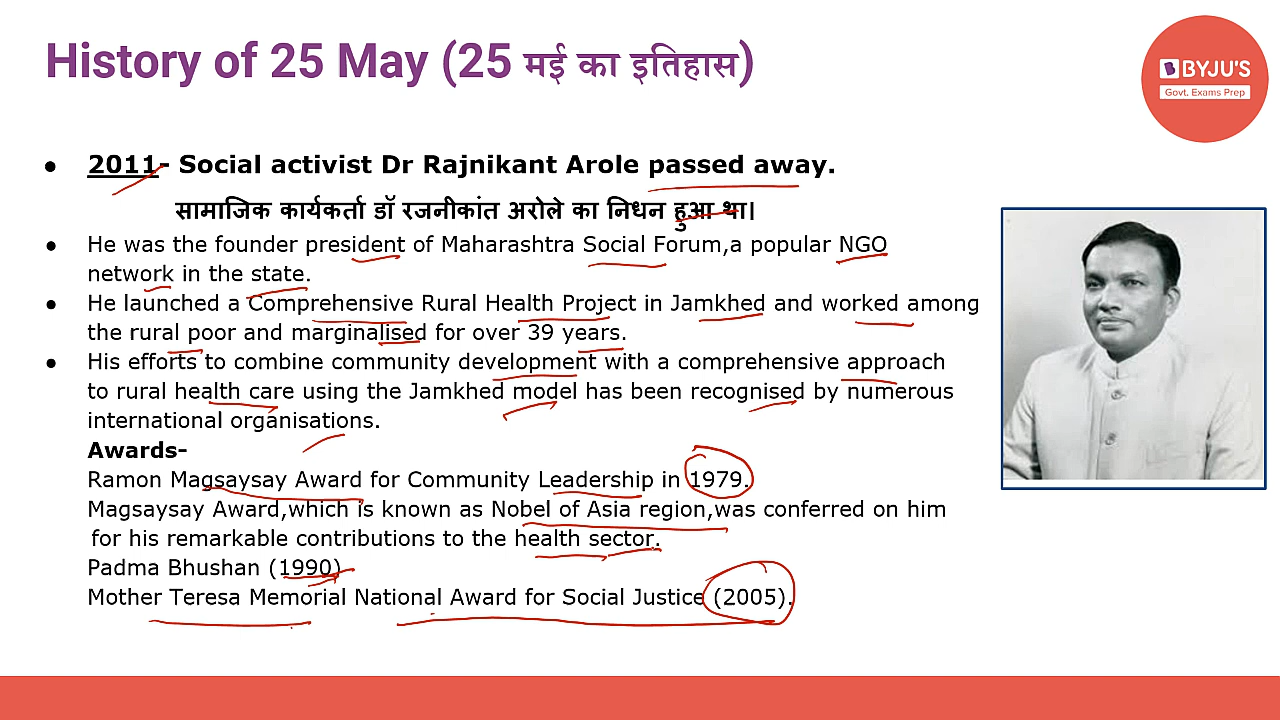 History of 25 May (25 मई का इतिहास)
BYJU'S
Govt. Exams Prep
● 2011- Social activist Dr Rajnikant Arole passed away.
सामाजिक कार्यकर्ता डॉ रजनीकांत अरोले का निधन हुआ था।
● He was the founder president of Maharashtra Social Forum,a popular NGO
network in the state.
● He launched a Comprehensive Rural Health Project in Jamkhed and worked among
the rural poor and marginalised for over 39 years.
● His efforts to combine community development with a comprehensive approach
to rural health care using the Jamkhed model has been recognised by numerous
international organisations.
Awards-
Ramon Magsaysay Award for Community Leadership in 1979.
Magsaysay Award,which is known as Nobel of Asia region,was conferred on him
for his remarkable contributions to the health sector.
Padma Bhushan (1990)
Mother Teresa Memorial National Award for Social Justice (2005).